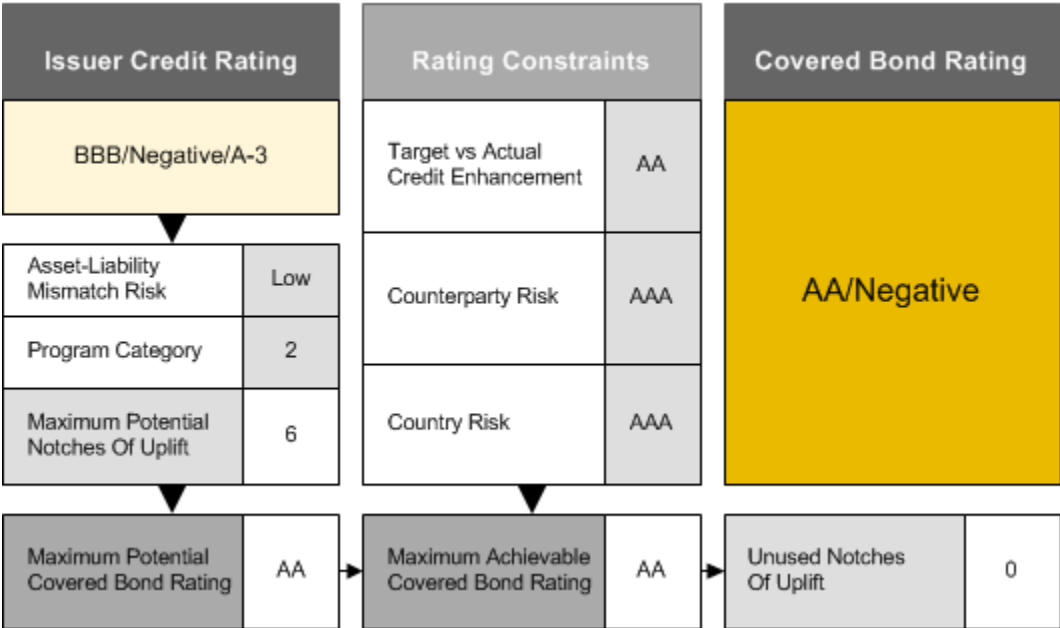 Issuer Credit Rating
BBB/Negative/A-3
Asset-Liability
Mismatch Risk
Low
Program Category
2
Maximum Potential
Notches Of Uplift
6
Maximum Potential
Covered Bond Rating
AA
Rating Constraints
Target vs Actual
Credit Enhancement
AA
Counterparty Risk
AAA
Country Risk
AAA
Maximum Achievable
Covered Bond Rating
AA
Covered Bond Rating
AA/Negative
Unused Notches
Of Uplift
0